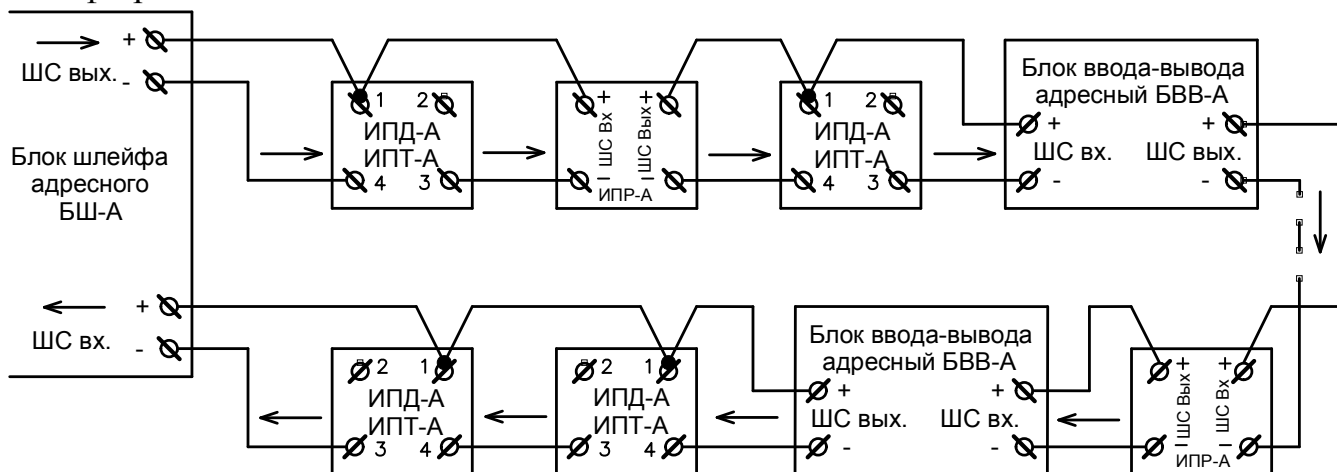 +
ШС вых.
-
Блок шлейфа
адресного
БШ-А
+
ШС вх.
-
1 2
ИПД-А
ИПТ-А
4 3
ШС Вх +
ШС Вых +
ИПР-А
1 2
ИПД-А
ИПТ-А
4 3
Блок ввода-вывода
адресный БВВ-А
+ +
ШС вх. ШС вых.
- -
2 1
ИПД-А
ИПТ-А
3 4
2 1
ИПД-А
ИПТ-А
3 4
Блок ввода-вывода
адресный БВВ-А
+ +
ШС вых. ШС вх.
- -
ШС Вых +
ШС Вх +
ИПР-А